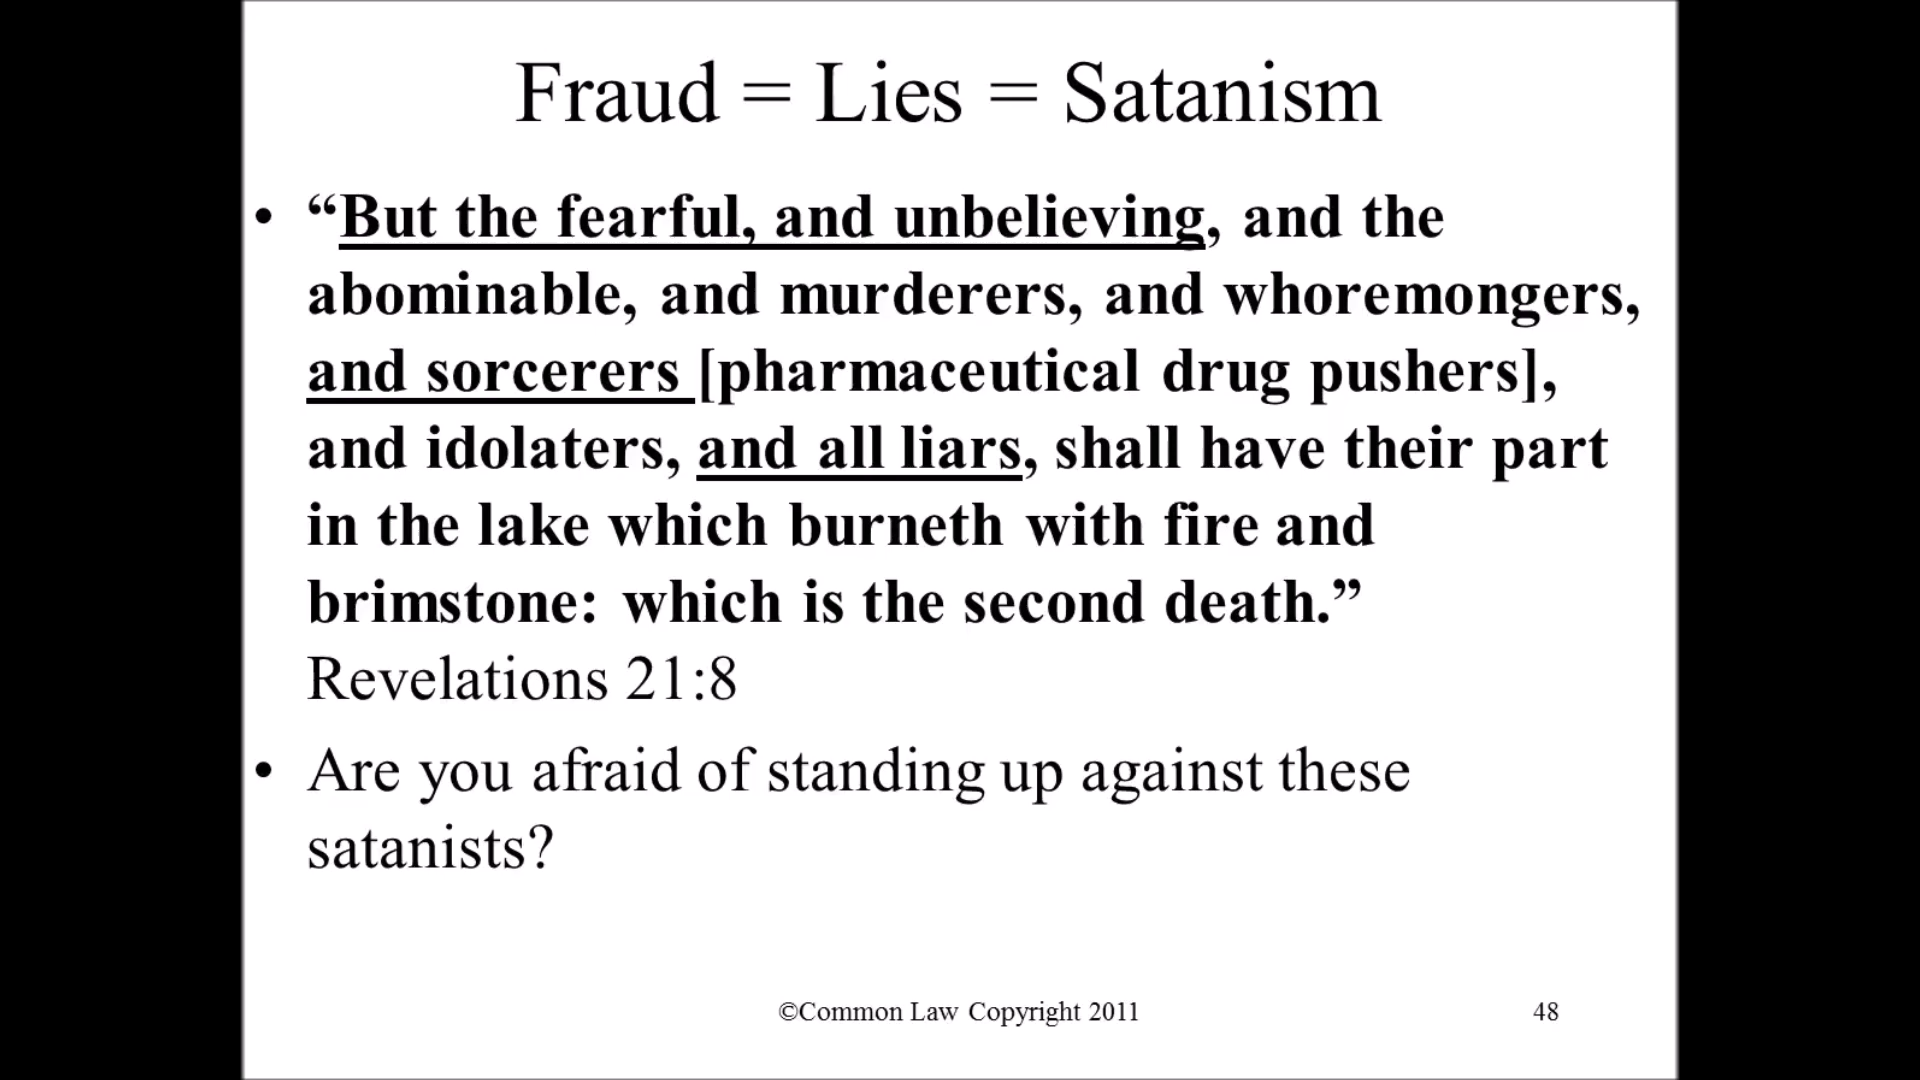 Fraud = Lies = Satanism
• “But the fearful, and unbelieving, and the
abominable, and murderers, and whoremongers,
and sorcerers [pharmaceutical drug pushers],
and idolaters, and all liars, shall have their part
in the lake which burneth with fire and
brimstone: which is the second death.”
Revelations 21:8
• Are you afraid of standing up against these
satanists?
©Common Law Copyright 2011
48